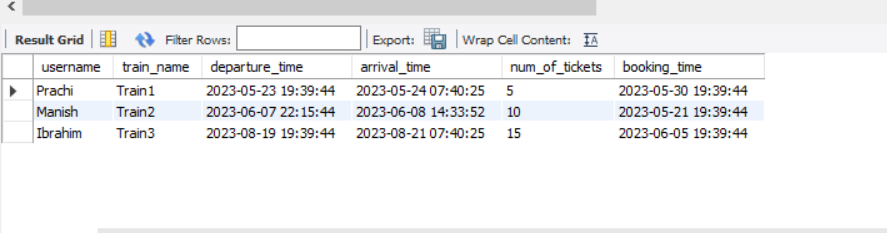 Result Grid Filter Rows: Export: Wrap Cell Content: IA
username train_name departure_time arrival_time num_of_tickets booking_time
Prachi Train1 2023-05-23 19:39:44 2023-05-24 07:40:25 5 2023-05-30 19:39:44
Manish Train2 2023-06-07 22:15:44 2023-06-08 14:33:52 10 2023-05-21 19:39:44
Ibrahim Train3 2023-08-19 19:39:44 2023-08-21 07:40:25 15 2023-06-05 19:39:44